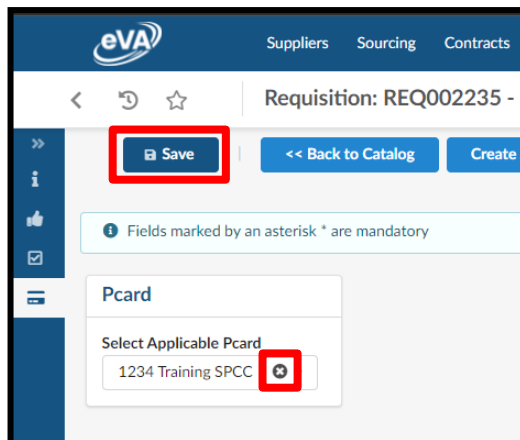 eVA
Suppliers Sourcing Contracts
Requisition: REQ002235 -
Save << Back to Catalog Create
Fields marked by an asterisk * are mandatory
Pcard
Select Applicable Pcard
1234 Training SPCC